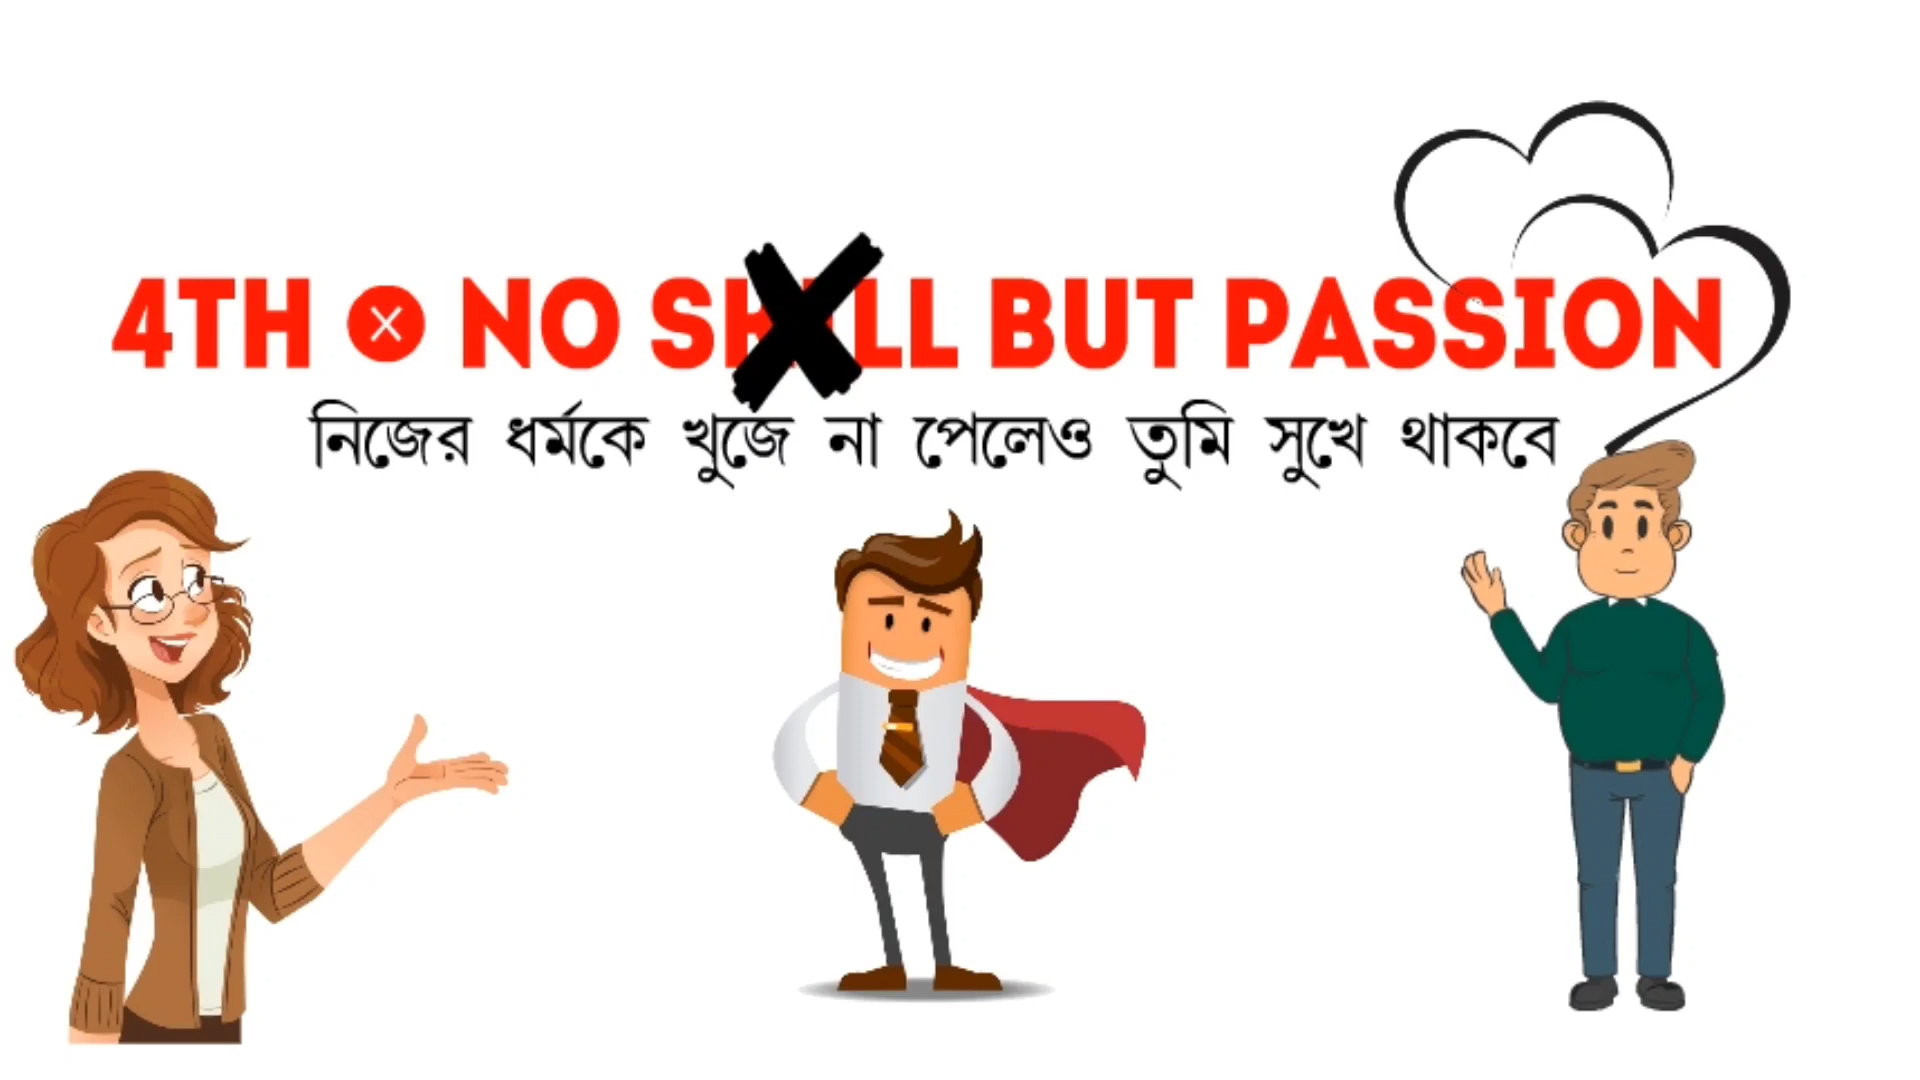 4TH NO SKILL BUT PASSION
নিজের ধর্মকে খুজে না পেলেও তুমি সুখে থাকবে